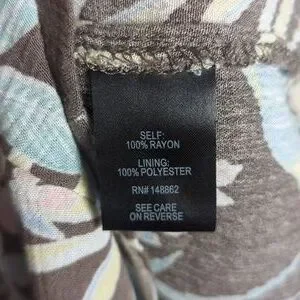 SELF:
100% RAYON
LINING:
100% POLYESTER
RN# 148862
SEE CARE
ON REVERSE